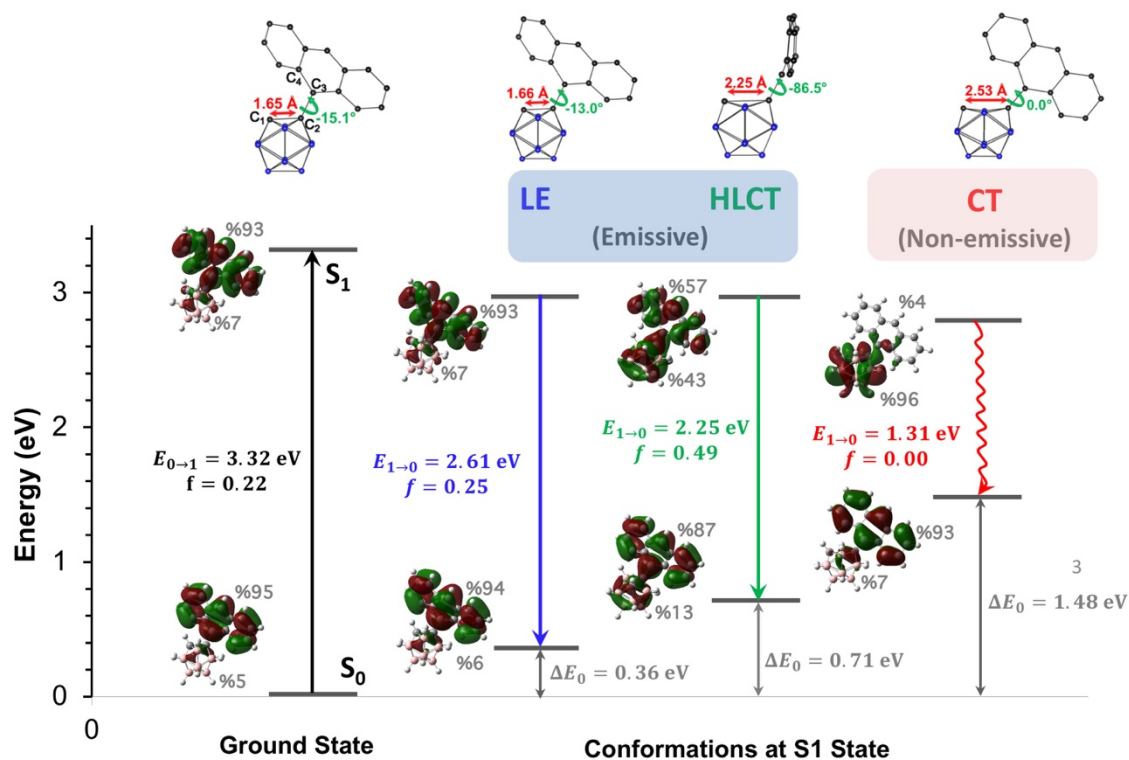 C4
C3
1.65 Å
C1
C2
-15.1°
1.66 Å
-13.0°
2.25 Å
-86.5°
2.53 Å
0.0°
LE
HLCT
(Emissive)
CT
(Non-emissive)
Energy (eV)
3
2
1
0
0
%93
S1
%7
E0→1 = 3.32 eV
f = 0.22
%95
S0
%5
%93
%7
E1→0 = 2.61 eV
f = 0.25
%94
%6
ΔE0 = 0.36 eV
%57
%43
E1→0 = 2.25 eV
f = 0.49
%87
%13
ΔE0 = 0.71 eV
%4
%96
E1→0 = 1.31 eV
f = 0.00
%93
%7
3
ΔE0 = 1.48 eV
Ground State
Conformations at S1 State